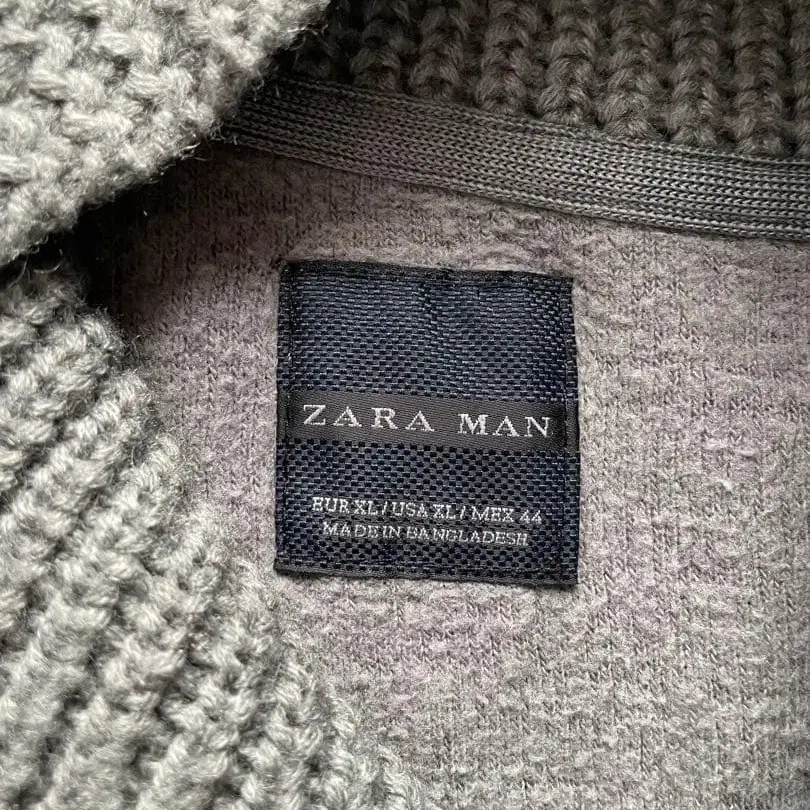 ZARA MAN
EUR XL / USA XL / MEX 44
MADE IN BANGLADESH